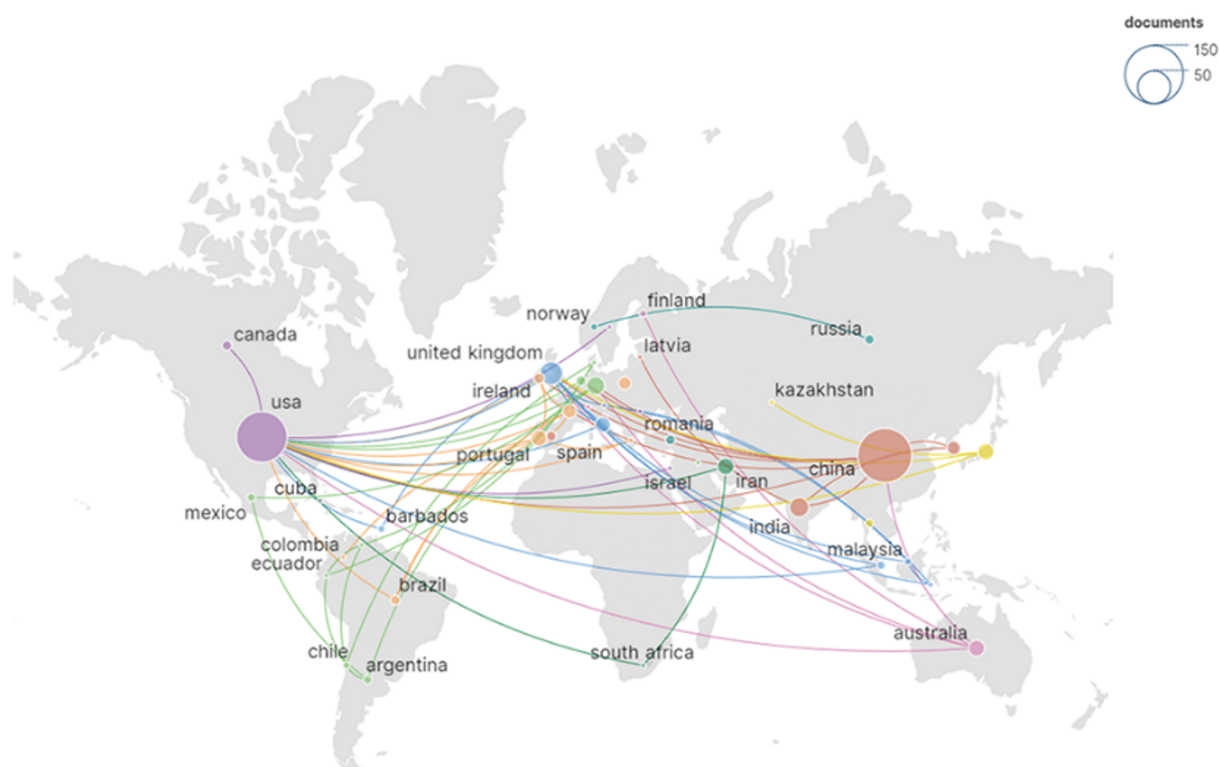 documents
150
50
norway
finland
russia
canada
united kingdom
latvia
ireland
kazakhstan
usa
romania
portugal
spain
china
cuba
israel
iran
mexico
barbados
india
colombia
malaysia
ecuador
brazil
australia
chile
south africa
argentina